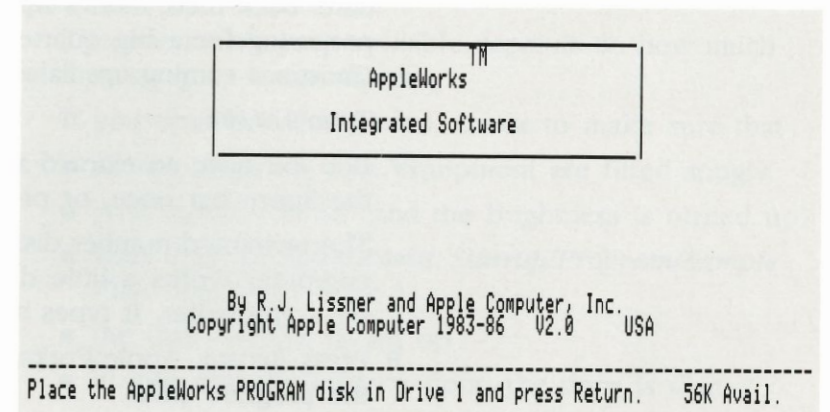 TM
AppleWorks
Integrated Software
By R.J. Lissner and Apple Computer, Inc.
Copyright Apple Computer 1983-86 V2.0 USA
Place the AppleWorks PROGRAM disk in Drive 1 and press Return. 56K Avail.